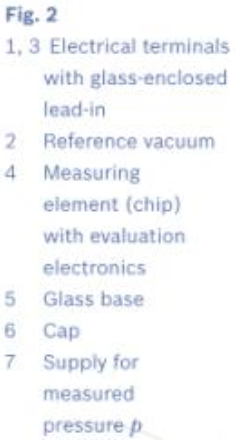 Fig. 2
1, 3 Electrical terminals
with glass-enclosed
lead-in
2 Reference vacuum
4 Measuring
element (chip)
with evaluation
electronics
5 Glass base
6 Cap
7 Supply for
measured
pressure p